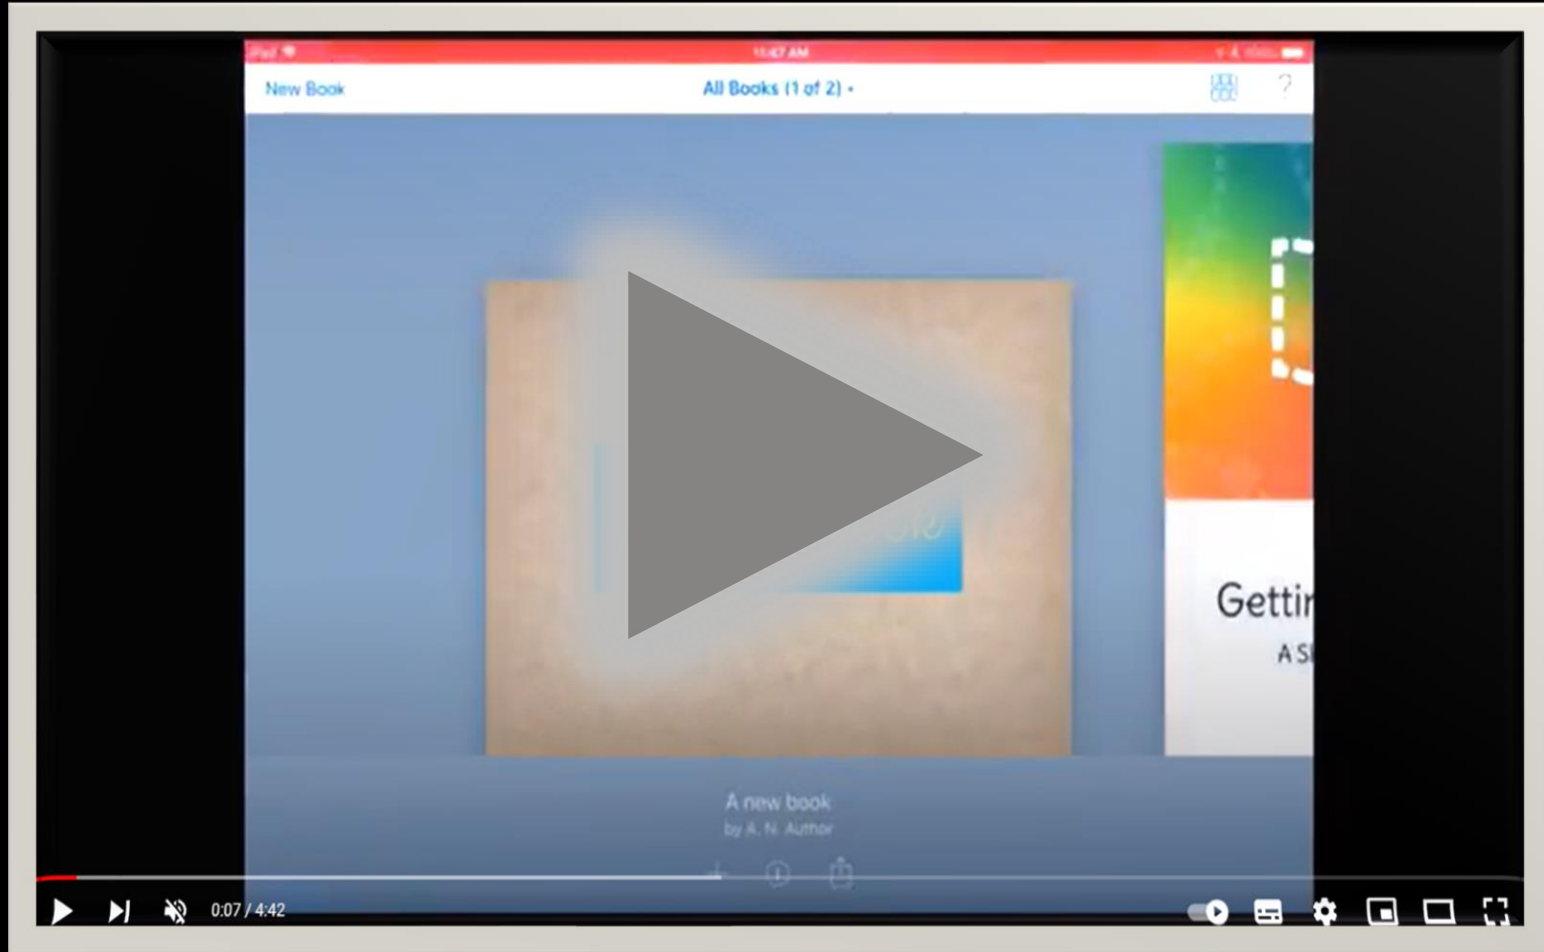 iPad 11:47 AM
New Book All Books (1 of 2) ?
Gettin
A
A new book
by A. N. Author
0:07 / 4:42